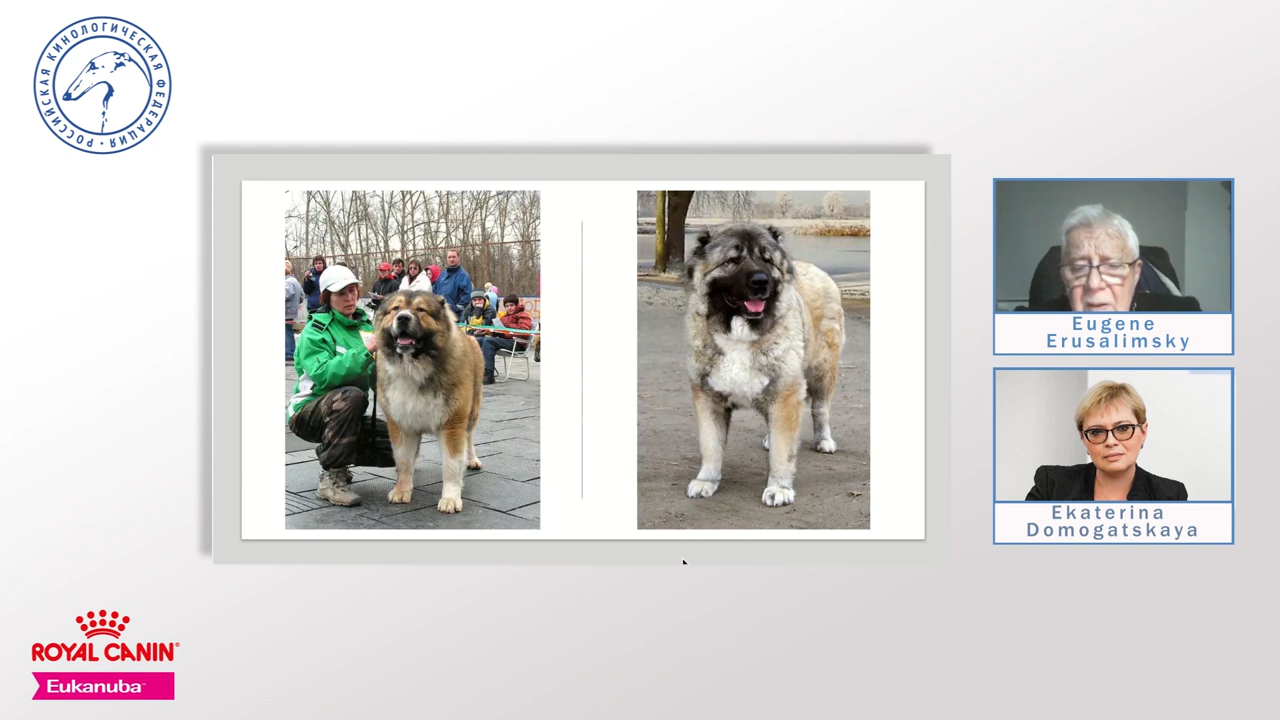 РОССИЙСКАЯ КИНОЛОГИЧЕСКАЯ ФЕДЕРАЦИЯ
Eugene
Erusalimsky
Ekaterina
Domogatskaya
ROYAL CANIN
Eukanuba